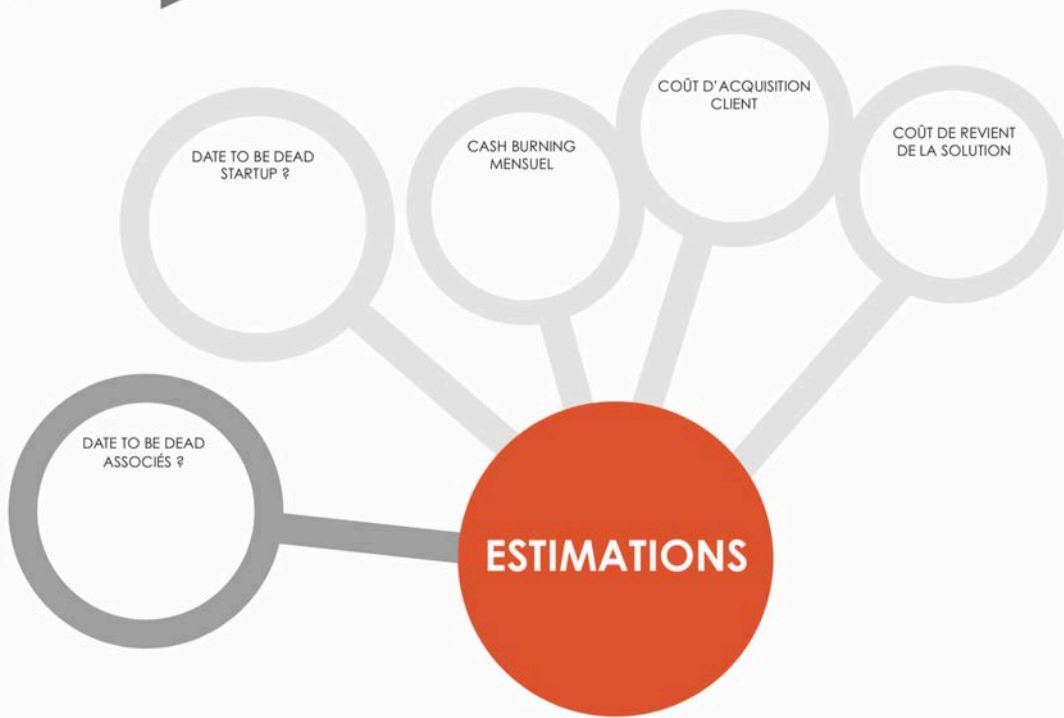 COÛT D'ACQUISITION
CLIENT
DATE TO BE DEAD
STARTUP ?
CASH BURNING
MENSUEL
COÛT DE REVIENT
DE LA SOLUTION
DATE TO BE DEAD
ASSOCIÉS ?
ESTIMATIONS